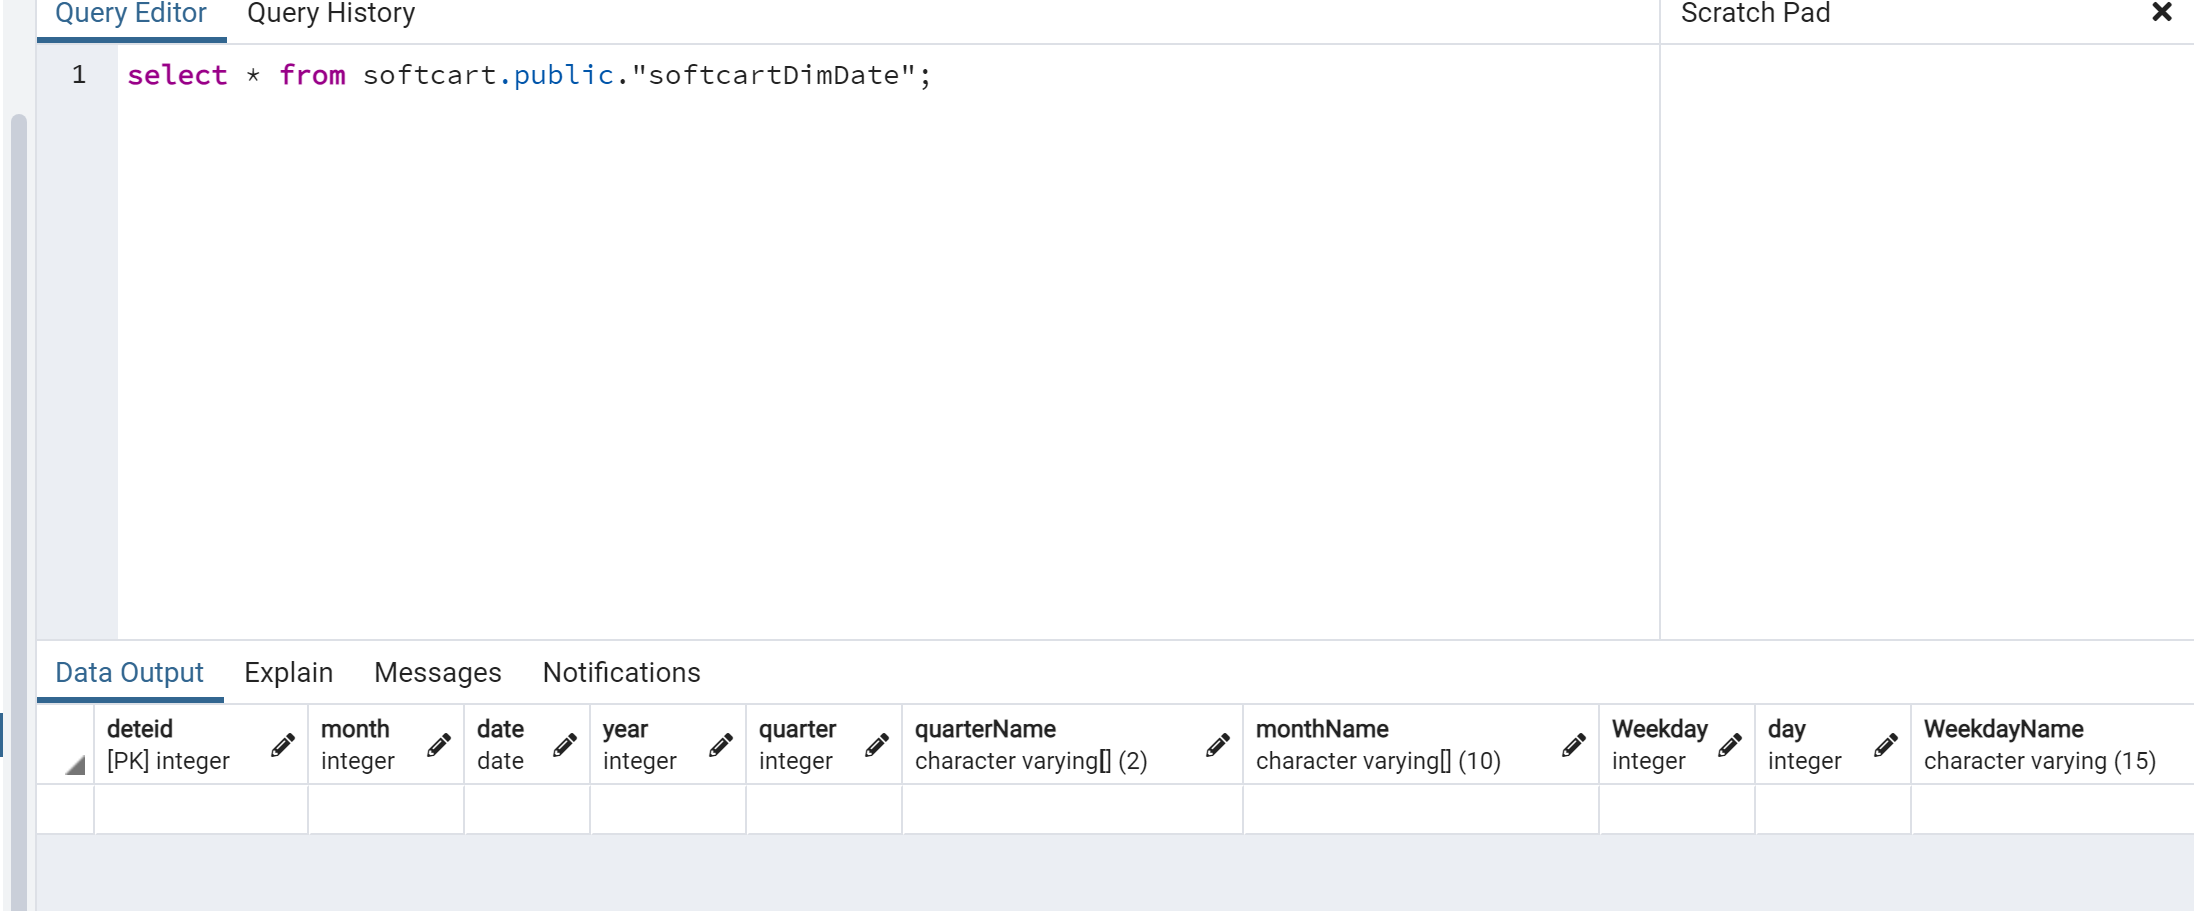 Query Editor Query History Scratch Pad
1 select * from softcart.public."softcartDimDate";
Data Output Explain Messages Notifications
deteid month date year quarter quarterName monthName Weekday day WeekdayName
[PK] integer integer date integer integer character varying[] (2) character varying[] (10) integer integer character varying (15)